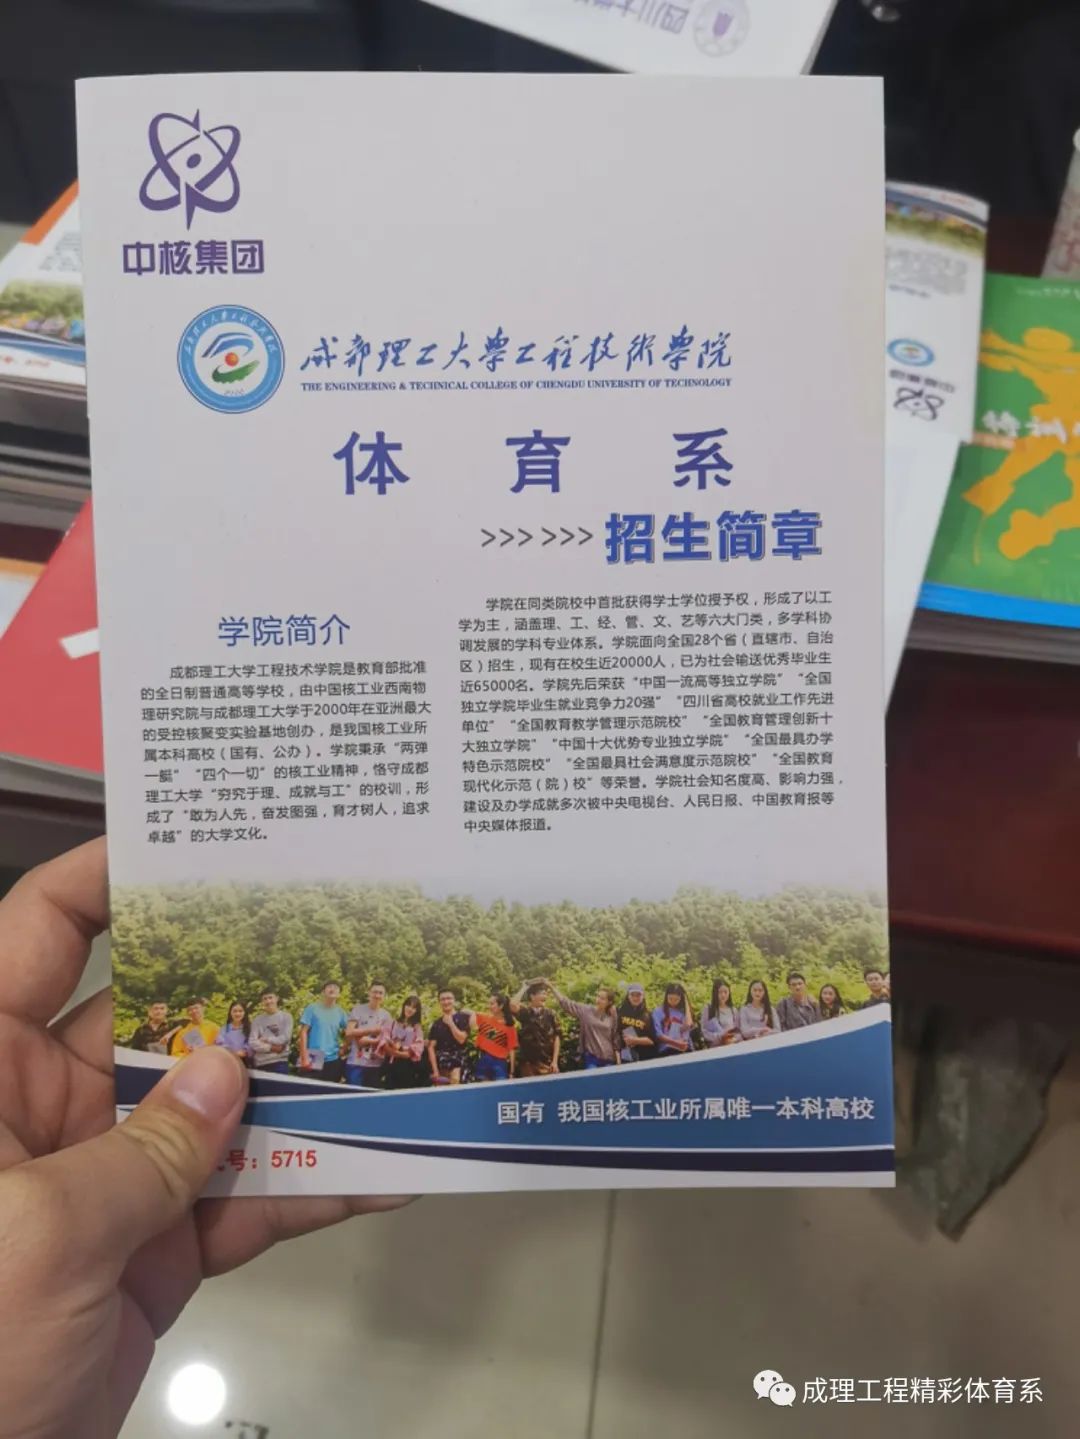 四川大学
中核集团
成都理工大学工程技术学院
THE ENGINEERING & TECHNICAL COLLEGE OF CHENGDU UNIVERSITY OF TECHNOLOGY
体 育 系
>>> >>> 招生简章
学院简介
成都理工大学工程技术学院是教育部批准
的全日制普通高等学校，由中国核工业西南物
理研究院与成都理工大学于2000年在亚洲最大
的受控核聚变实验基地创办，是我国核工业所
属本科高校（国有、公办）。学院秉承“两弹
一艇”“四个一切”的核工业精神，恪守成都
理工大学“穷究于理、成就与工”的校训，形
成了“敢为人先，奋发图强，育才树人，追求
卓越”的大学文化。
学院在同类院校中首批获得学士学位授予权，形成了以工
学为主，涵盖理、工、经、管、文、艺等六大门类，多学科协
调发展的学科专业体系。学院面向全国28个省（直辖市、自治
区）招生，现有在校生近20000人，已为社会输送优秀毕业生
近65000名。学院先后荣获“中国一流高等独立学院”“全国
独立学院毕业生就业竞争力20强”“四川省高校就业工作先进
单位”“全国教育教学管理示范院校”“全国教育管理创新十
大独立学院”“中国十大优势专业独立学院”“全国最具办学
特色示范院校”“全国最具社会满意度示范院校”“全国教育
现代化示范（院）校”等荣誉。学院社会知名度高、影响力强，
建设及办学成就多次被中央电视台、人民日报、中国教育报等
中央媒体报道。
国有 我国核工业所属唯一本科高校
号：5715
成理工程精彩体育系